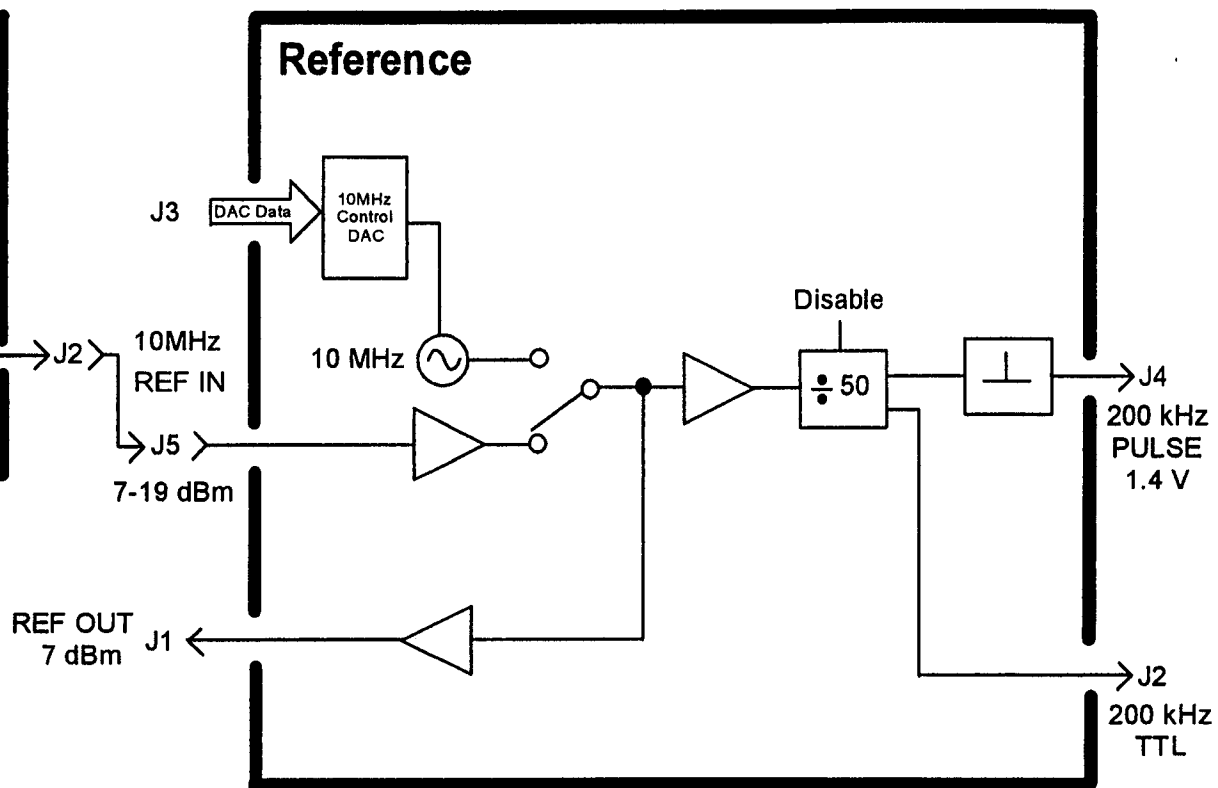 Reference
J3
DAC Data
10MHz
Control
DAC
Disable
J2
10MHz
REF IN
10 MHz
÷ 50
J4
200 kHz
PULSE
1.4 V
J5
7-19 dBm
REF OUT
7 dBm
J1
J2
200 kHz
TTL